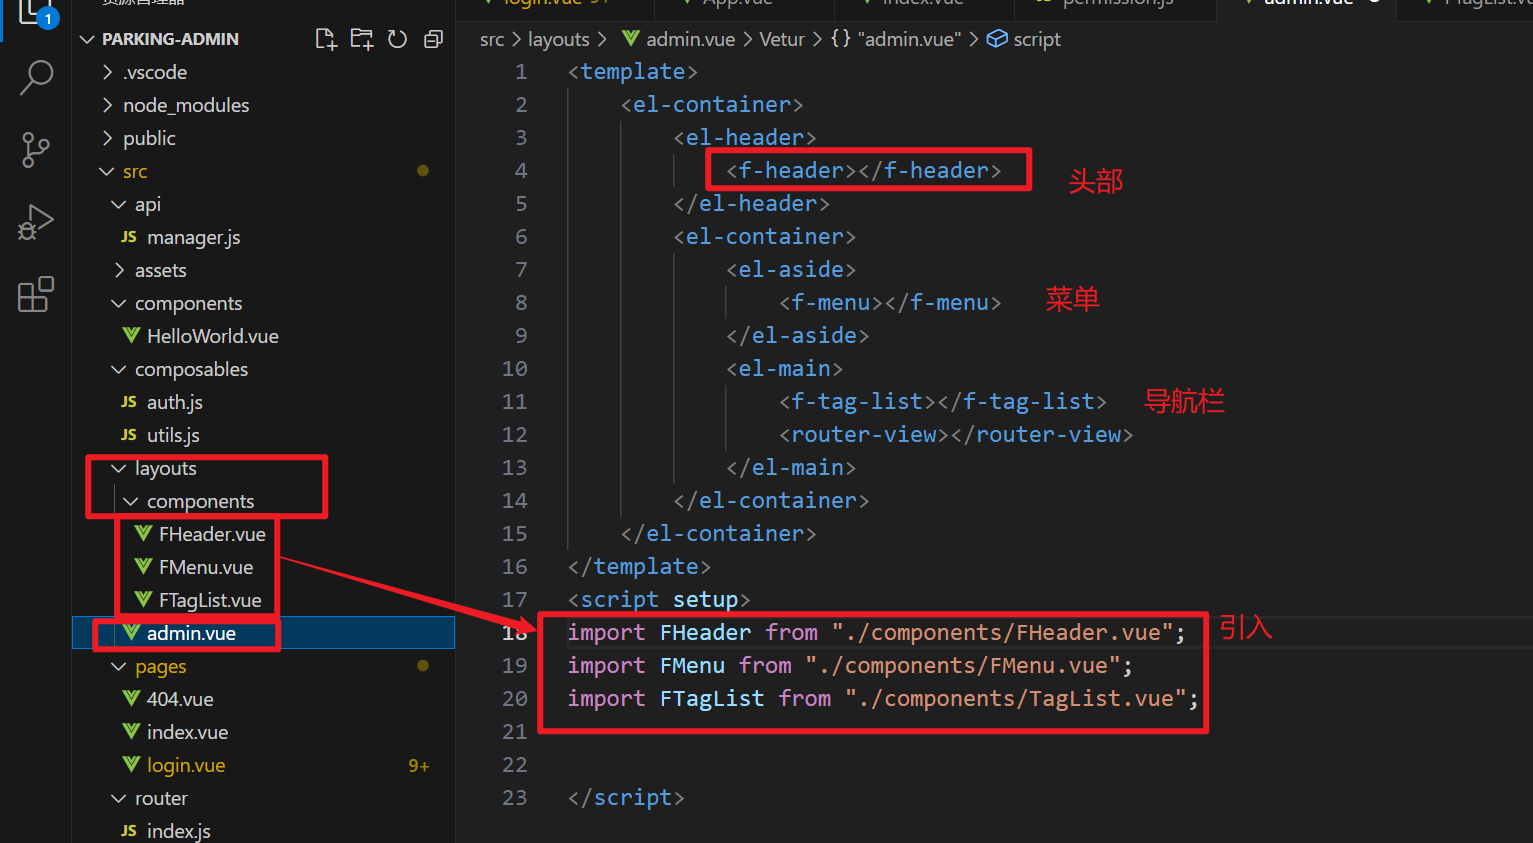 1
资源管理器
PARKING-ADMIN
.vscode
node_modules
public
src
api
JS manager.js
assets
components
HelloWorld.vue
composables
JS auth.js
JS utils.js
layouts
components
FHeader.vue
FMenu.vue
FTagList.vue
admin.vue
pages
404.vue
index.vue
login.vue 9+
router
JS index.js
login.vue 9+ App.vue index.vue permission.js admin.vue
src > layouts > admin.vue > Vetur > {} "admin.vue" > script
1 <template>
2 <el-container>
3 <el-header>
4 <f-header></f-header> 头部
5 </el-header>
6 <el-container>
7 <el-aside>
8 <f-menu></f-menu> 菜单
9 </el-aside>
10 <el-main>
11 <f-tag-list></f-tag-list> 导航栏
12 <router-view></router-view>
13 </el-main>
14 </el-container>
15 </el-container>
16 </template>
17 <script setup>
18 import FHeader from "./components/FHeader.vue"; 引入
19 import FMenu from "./components/FMenu.vue";
20 import FTagList from "./components/TagList.vue";
21
22
23 </script>